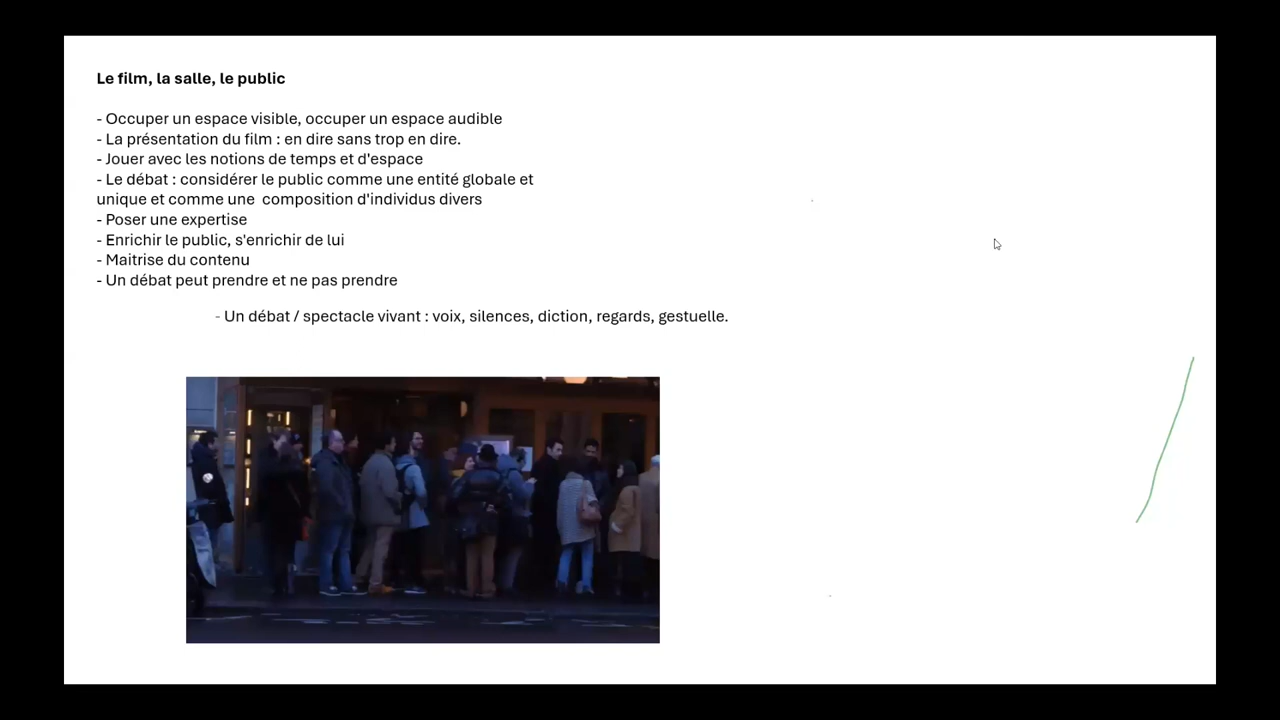 Le film, la salle, le public
- Occuper un espace visible, occuper un espace audible
- La présentation du film : en dire sans trop en dire.
- Jouer avec les notions de temps et d'espace
- Le débat : considérer le public comme une entité globale et
unique et comme une  composition d'individus divers
- Poser une expertise
- Enrichir le public, s'enrichir de lui
- Maitrise du contenu
- Un débat peut prendre et ne pas prendre
- Un débat / spectacle vivant : voix, silences, diction, regards, gestuelle.